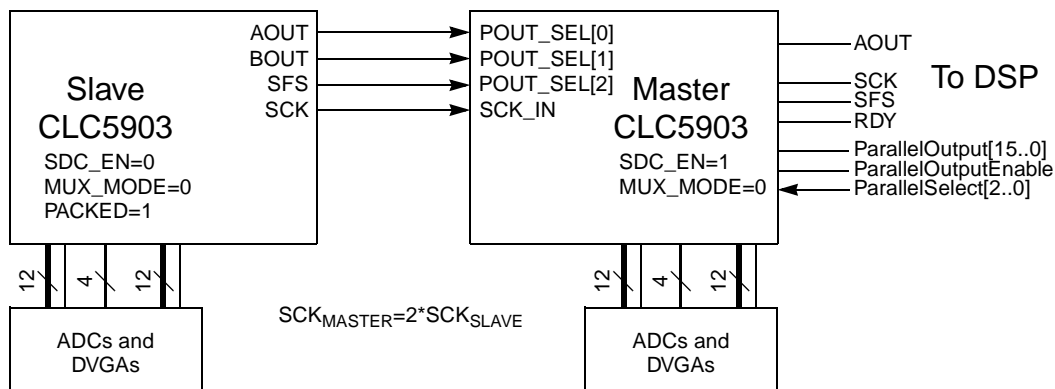 AOUT
BOUT
SFS
SCK
Slave
CLC5903
SDC_EN=0
MUX_MODE=0
PACKED=1
POUT_SEL[0]
POUT_SEL[1]
POUT_SEL[2]
SCK_IN
Master
CLC5903
SDC_EN=1
MUX_MODE=0
AOUT
SCK
SFS
RDY
To DSP
ParallelOutput[15..0]
ParallelOutputEnable
ParallelSelect[2..0]
12
4
12
12
4
12
SCKMASTER=2*SCKSLAVE
ADCs and
DVGAs
ADCs and
DVGAs